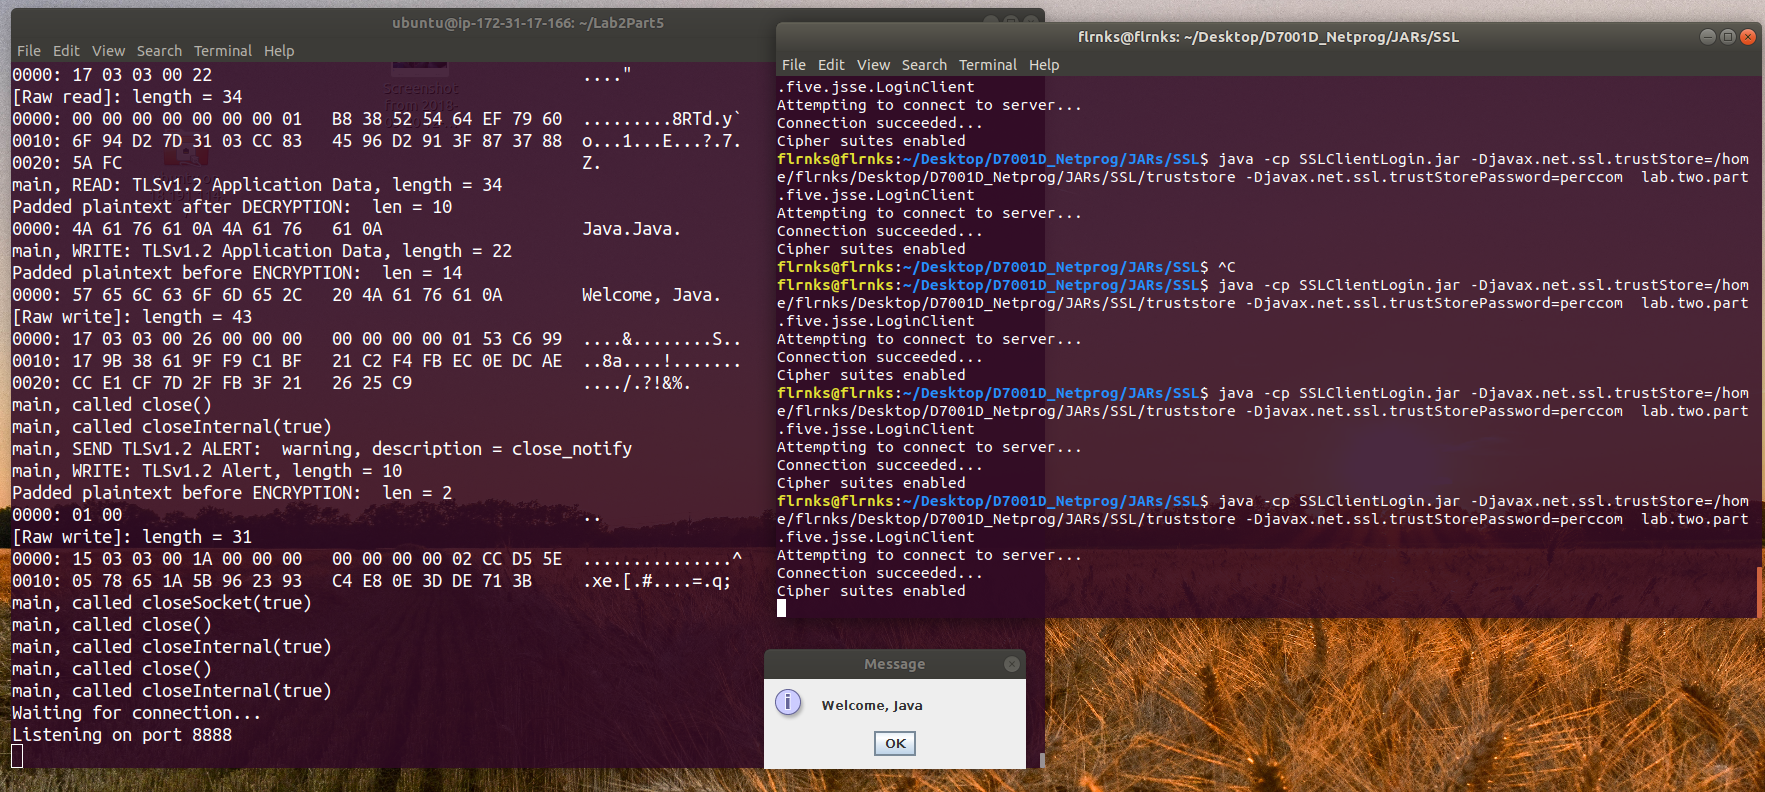 ubuntu@ip-172-31-17-166: ~/Lab2Part5
File Edit View Search Terminal Help
0000: 17 03 03 00 22 ...."
[Raw read]: length = 34
0000: 00 00 00 00 00 00 00 01 B8 38 52 54 64 EF 79 60 .........8RTd.y`
0010: 6F 94 D2 7D 31 03 CC 83 45 96 D2 91 3F 87 37 88 o...1...E...?.7.
0020: 5A FC Z.
main, READ: TLSv1.2 Application Data, length = 34
Padded plaintext after DECRYPTION:  len = 10
0000: 4A 61 76 61 0A 4A 61 76 61 0A Java.Java.
main, WRITE: TLSv1.2 Application Data, length = 22
Padded plaintext before ENCRYPTION:  len = 14
0000: 57 65 6C 63 6F 6D 65 2C 20 4A 61 76 61 0A Welcome, Java.
[Raw write]: length = 43
0000: 17 03 03 00 26 00 00 00 00 00 00 00 01 53 C6 99 ....&........S..
0010: 17 9B 38 61 9F F9 C1 BF 21 C2 F4 FB EC 0E DC AE ..8a....!.......
0020: CC E1 CF 7D 2F FB 3F 21 26 25 C9 ..../.?!&%.
main, called close()
main, called closeInternal(true)
main, SEND TLSv1.2 ALERT:  warning, description = close_notify
main, WRITE: TLSv1.2 Alert, length = 10
Padded plaintext before ENCRYPTION:  len = 2
0000: 01 00 ..
[Raw write]: length = 31
0000: 15 03 03 00 1A 00 00 00 00 00 00 00 02 CC D5 5E ...............^
0010: 05 78 65 1A 5B 96 23 93 C4 E8 0E 3D DE 71 3B .xe.[.#....=.q;
main, called closeSocket(true)
main, called close()
main, called closeInternal(true)
main, called close()
main, called closeInternal(true)
Waiting for connection...
Listening on port 8888
flrnks@flrnks: ~/Desktop/D7001D_Netprog/JARs/SSL
File Edit View Search Terminal Help
.five.jsse.LoginClient
Attempting to connect to server...
Connection succeeded...
Cipher suites enabled
flrnks@flrnks:~/Desktop/D7001D_Netprog/JARs/SSL$ java -cp SSLClientLogin.jar -Djavax.net.ssl.trustStore=/hom
e/flrnks/Desktop/D7001D_Netprog/JARs/SSL/truststore -Djavax.net.ssl.trustStorePassword=perccom  lab.two.part
.five.jsse.LoginClient
Attempting to connect to server...
Connection succeeded...
Cipher suites enabled
flrnks@flrnks:~/Desktop/D7001D_Netprog/JARs/SSL$ ^C
flrnks@flrnks:~/Desktop/D7001D_Netprog/JARs/SSL$ java -cp SSLClientLogin.jar -Djavax.net.ssl.trustStore=/hom
e/flrnks/Desktop/D7001D_Netprog/JARs/SSL/truststore -Djavax.net.ssl.trustStorePassword=perccom  lab.two.part
.five.jsse.LoginClient
Attempting to connect to server...
Connection succeeded...
Cipher suites enabled
flrnks@flrnks:~/Desktop/D7001D_Netprog/JARs/SSL$ java -cp SSLClientLogin.jar -Djavax.net.ssl.trustStore=/hom
e/flrnks/Desktop/D7001D_Netprog/JARs/SSL/truststore -Djavax.net.ssl.trustStorePassword=perccom  lab.two.part
.five.jsse.LoginClient
Attempting to connect to server...
Connection succeeded...
Cipher suites enabled
flrnks@flrnks:~/Desktop/D7001D_Netprog/JARs/SSL$ java -cp SSLClientLogin.jar -Djavax.net.ssl.trustStore=/hom
e/flrnks/Desktop/D7001D_Netprog/JARs/SSL/truststore -Djavax.net.ssl.trustStorePassword=perccom  lab.two.part
.five.jsse.LoginClient
Attempting to connect to server...
Connection succeeded...
Cipher suites enabled
Message
Welcome, Java
OK
Screenshot
from 2018-